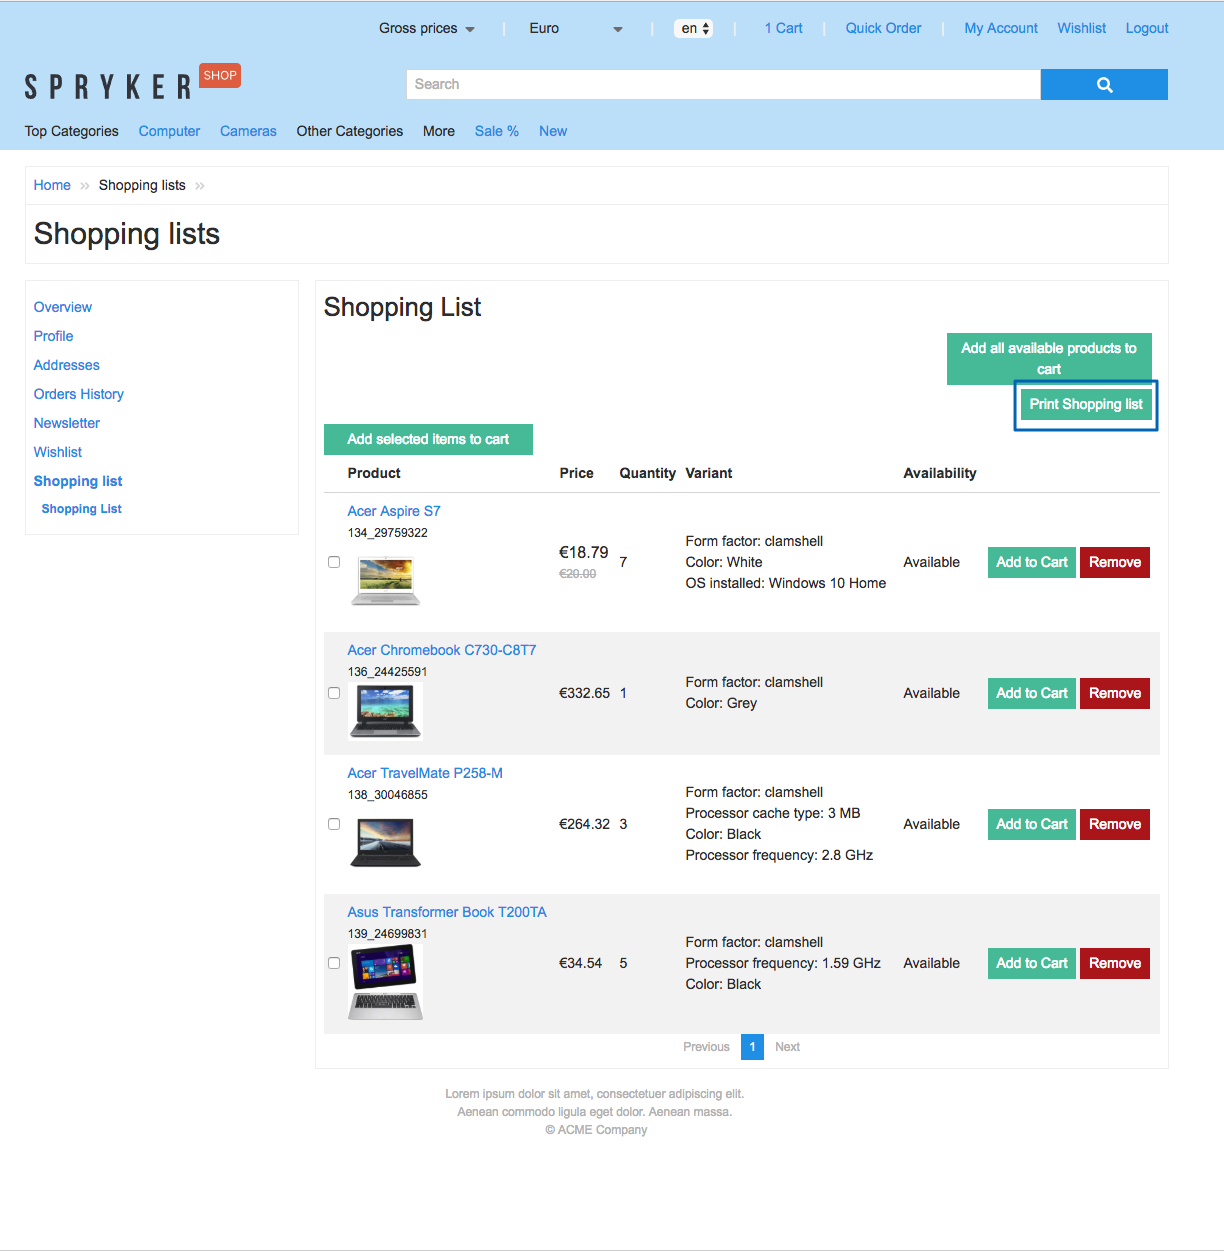 Gross prices | Euro | en | 1 Cart | Quick Order | My Account Wishlist Logout
SPRYKER SHOP
Search
Top Categories Computer Cameras Other Categories More Sale % New
Home » Shopping lists »
Shopping lists
Overview
Profile
Addresses
Orders History
Newsletter
Wishlist
Shopping list
Shopping List
Shopping List
Add all available products to
cart
Print Shopping list
Add selected items to cart
Product Price Quantity Variant Availability
Acer Aspire S7
134_29759322
€18.79
€20.00
7
Form factor: clamshell
Color: White
OS installed: Windows 10 Home
Available
Add to Cart Remove
Acer Chromebook C730-C8T7
136_24425591
€332.65 1
Form factor: clamshell
Color: Grey
Available
Add to Cart Remove
Acer TravelMate P258-M
138_30046855
€264.32 3
Form factor: clamshell
Processor cache type: 3 MB
Color: Black
Processor frequency: 2.8 GHz
Available
Add to Cart Remove
Asus Transformer Book T200TA
139_24699831
€34.54 5
Form factor: clamshell
Processor frequency: 1.59 GHz
Color: Black
Available
Add to Cart Remove
Previous 1 Next
Lorem ipsum dolor sit amet, consectetuer adipiscing elit.
Aenean commodo ligula eget dolor. Aenean massa.
© ACME Company